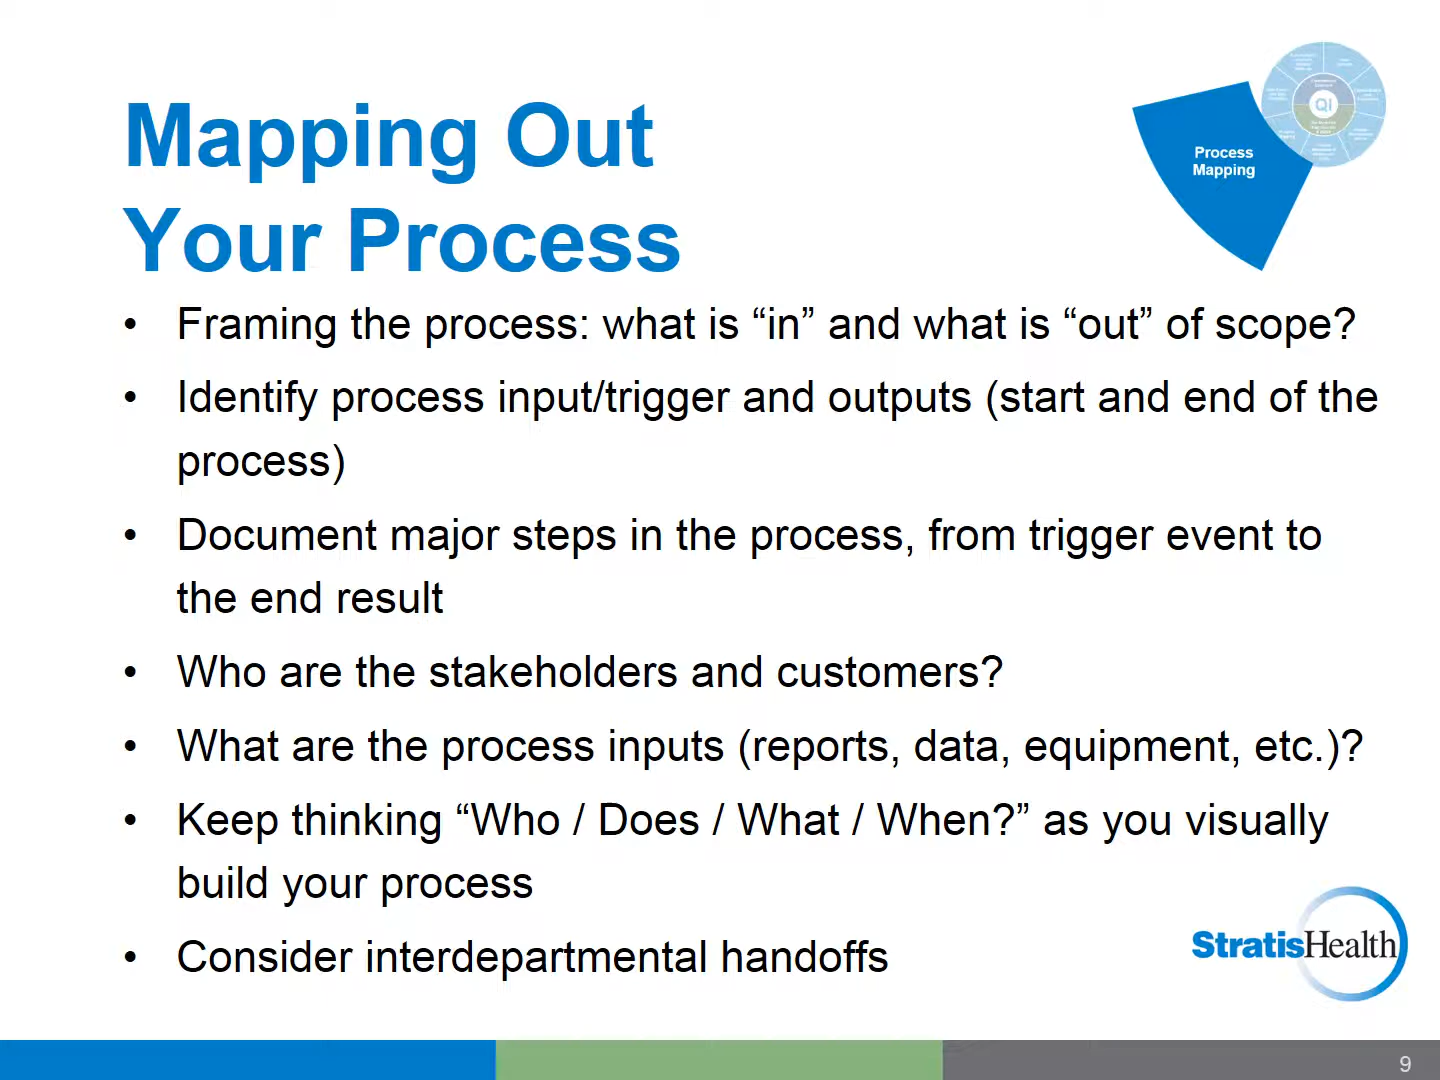 Mapping Out
Your Process
Process
Mapping
QI
• Framing the process: what is “in” and what is “out” of scope?
• Identify process input/trigger and outputs (start and end of the
process)
• Document major steps in the process, from trigger event to
the end result
• Who are the stakeholders and customers?
• What are the process inputs (reports, data, equipment, etc.)?
• Keep thinking “Who / Does / What / When?” as you visually
build your process
• Consider interdepartmental handoffs
StratisHealth
9